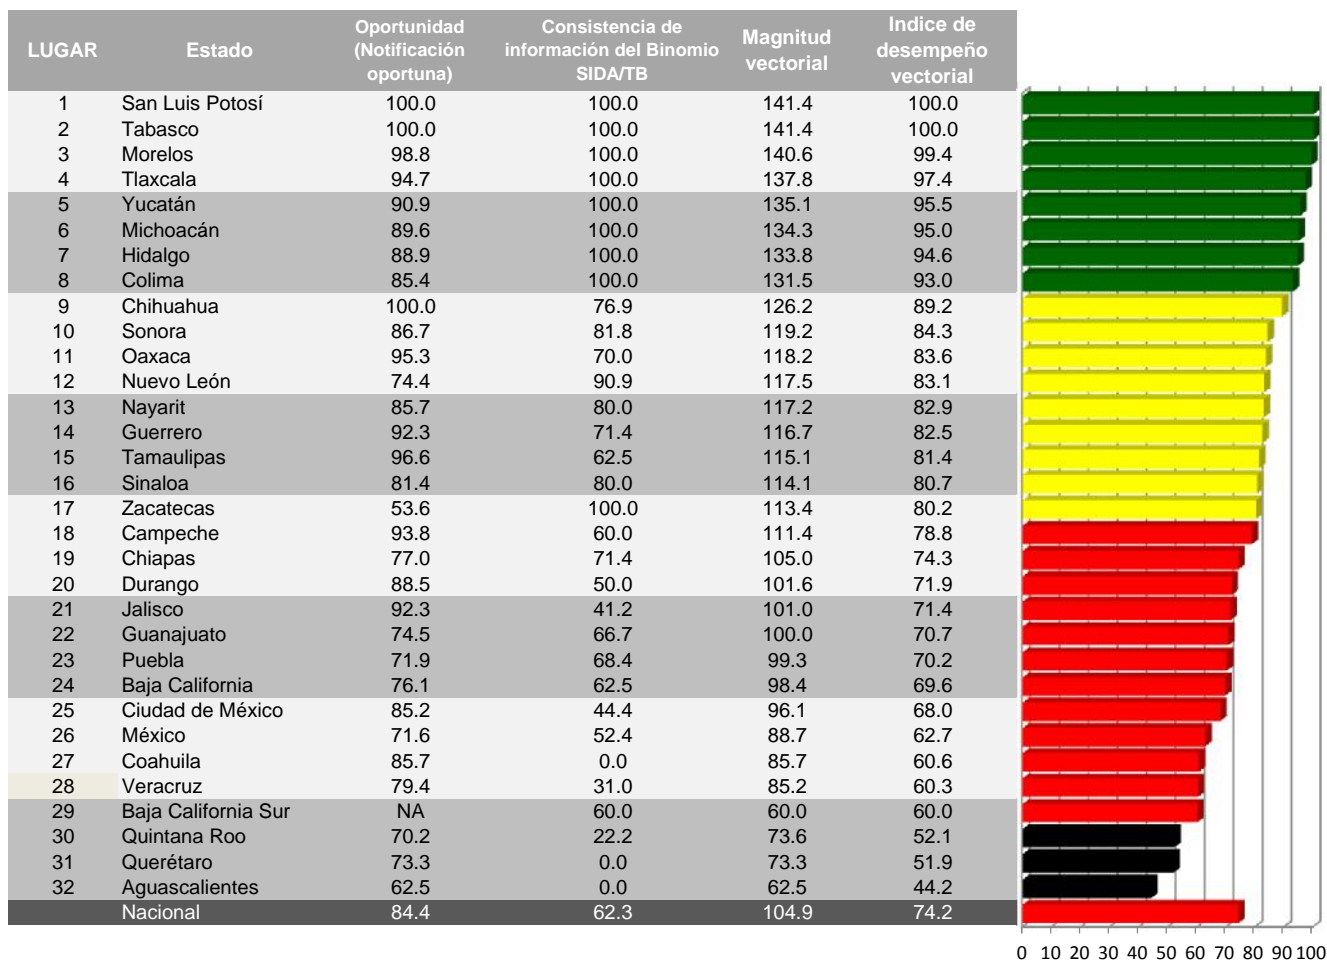 LUGAR Estado Oportunidad (Notificación oportuna) Consistencia de información del Binomio SIDA/TB Magnitud vectorial Indice de desempeño vectorial
1 San Luis Potosí 100.0 100.0 141.4 100.0
2 Tabasco 100.0 100.0 141.4 100.0
3 Morelos 98.8 100.0 140.6 99.4
4 Tlaxcala 94.7 100.0 137.8 97.4
5 Yucatán 90.9 100.0 135.1 95.5
6 Michoacán 89.6 100.0 134.3 95.0
7 Hidalgo 88.9 100.0 133.8 94.6
8 Colima 85.4 100.0 131.5 93.0
9 Chihuahua 100.0 76.9 126.2 89.2
10 Sonora 86.7 81.8 119.2 84.3
11 Oaxaca 95.3 70.0 118.2 83.6
12 Nuevo León 74.4 90.9 117.5 83.1
13 Nayarit 85.7 80.0 117.2 82.9
14 Guerrero 92.3 71.4 116.7 82.5
15 Tamaulipas 96.6 62.5 115.1 81.4
16 Sinaloa 81.4 80.0 114.1 80.7
17 Zacatecas 53.6 100.0 113.4 80.2
18 Campeche 93.8 60.0 111.4 78.8
19 Chiapas 77.0 71.4 105.0 74.3
20 Durango 88.5 50.0 101.6 71.9
21 Jalisco 92.3 41.2 101.0 71.4
22 Guanajuato 74.5 66.7 100.0 70.7
23 Puebla 71.9 68.4 99.3 70.2
24 Baja California 76.1 62.5 98.4 69.6
25 Ciudad de México 85.2 44.4 96.1 68.0
26 México 71.6 52.4 88.7 62.7
27 Coahuila 85.7 0.0 85.7 60.6
28 Veracruz 79.4 31.0 85.2 60.3
29 Baja California Sur NA 60.0 60.0 60.0
30 Quintana Roo 70.2 22.2 73.6 52.1
31 Querétaro 73.3 0.0 73.3 51.9
32 Aguascalientes 62.5 0.0 62.5 44.2
Nacional 84.4 62.3 104.9 74.2
0 10 20 30 40 50 60 70 80 90 100